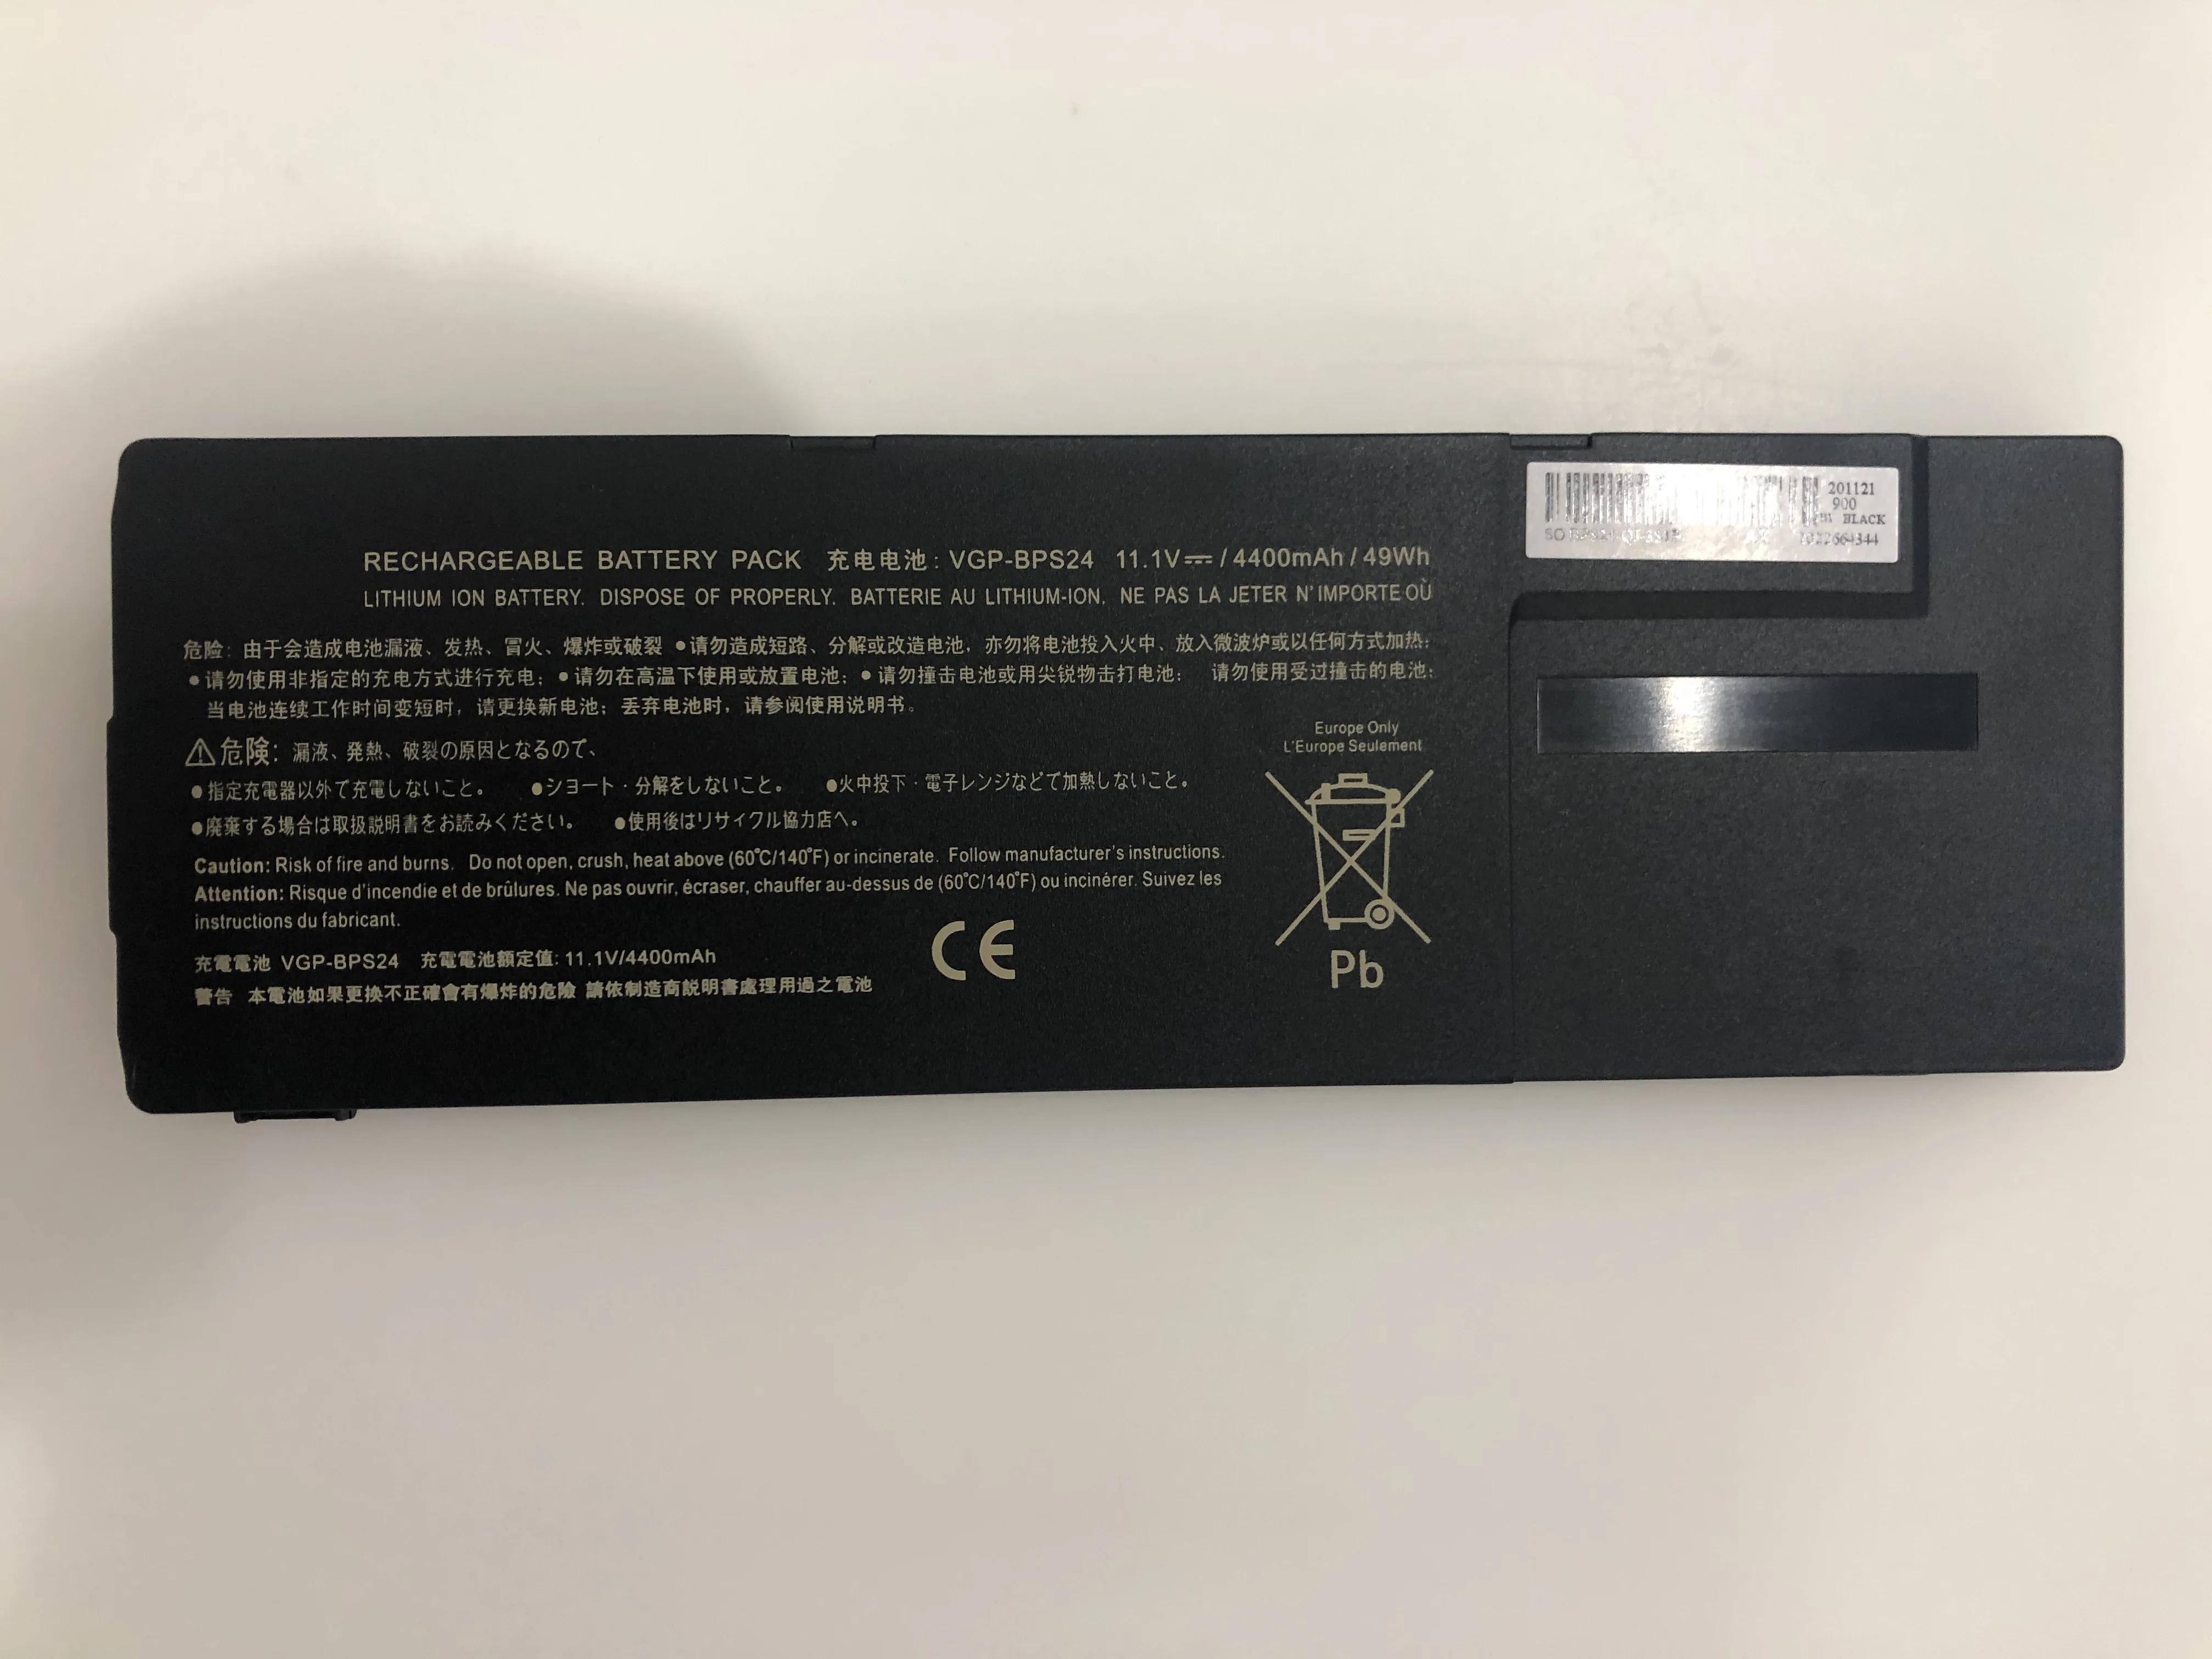 201121
900
BLACK
RECHARGEABLE BATTERY PACK 充电电池: VGP-BPS24 11.1V⎓/4400mAh/49Wh
LITHIUM ION BATTERY. DISPOSE OF PROPERLY. BATTERIE AU LITHIUM-ION. NE PAS LA JETER N'IMPORTE OÙ
危险: 由于会造成电池漏液、发热、冒火、爆炸或破裂 ●请勿造成短路、分解或改造电池, 亦勿将电池投入火中、放入微波炉或以任何方式加热;
●请勿使用非指定的充电方式进行充电; ●请勿在高温下使用或放置电池; ●请勿撞击电池或用尖锐物击打电池; 请勿使用受过撞击的电池;
当电池连续工作时间变短时, 请更换新电池; 丢弃电池时, 请参阅使用说明书。
Europe Only
L'Europe Seulement
⚠危険: 漏液、発熱、破裂の原因となるので、
●指定充電器以外で充電しないこと。 ●ショート・分解をしないこと。 ●火中投下・電子レンジなどで加熱しないこと。
●廃棄する場合は取扱説明書をお読みください。 ●使用後はリサイクル協力店へ。
Caution: Risk of fire and burns. Do not open, crush, heat above (60°C/140°F) or incinerate. Follow manufacturer's instructions.
Attention: Risque d'incendie et de brûlures. Ne pas ouvrir, écraser, chauffer au-dessus de (60°C/140°F) ou incinérer. Suivez les
instructions du fabricant.
CE
Pb
充電電池 VGP-BPS24 充電電池額定值: 11.1V/4400mAh
警告 本電池如果更換不正確會有爆炸的危險 請依制造商説明書處理用過之電池